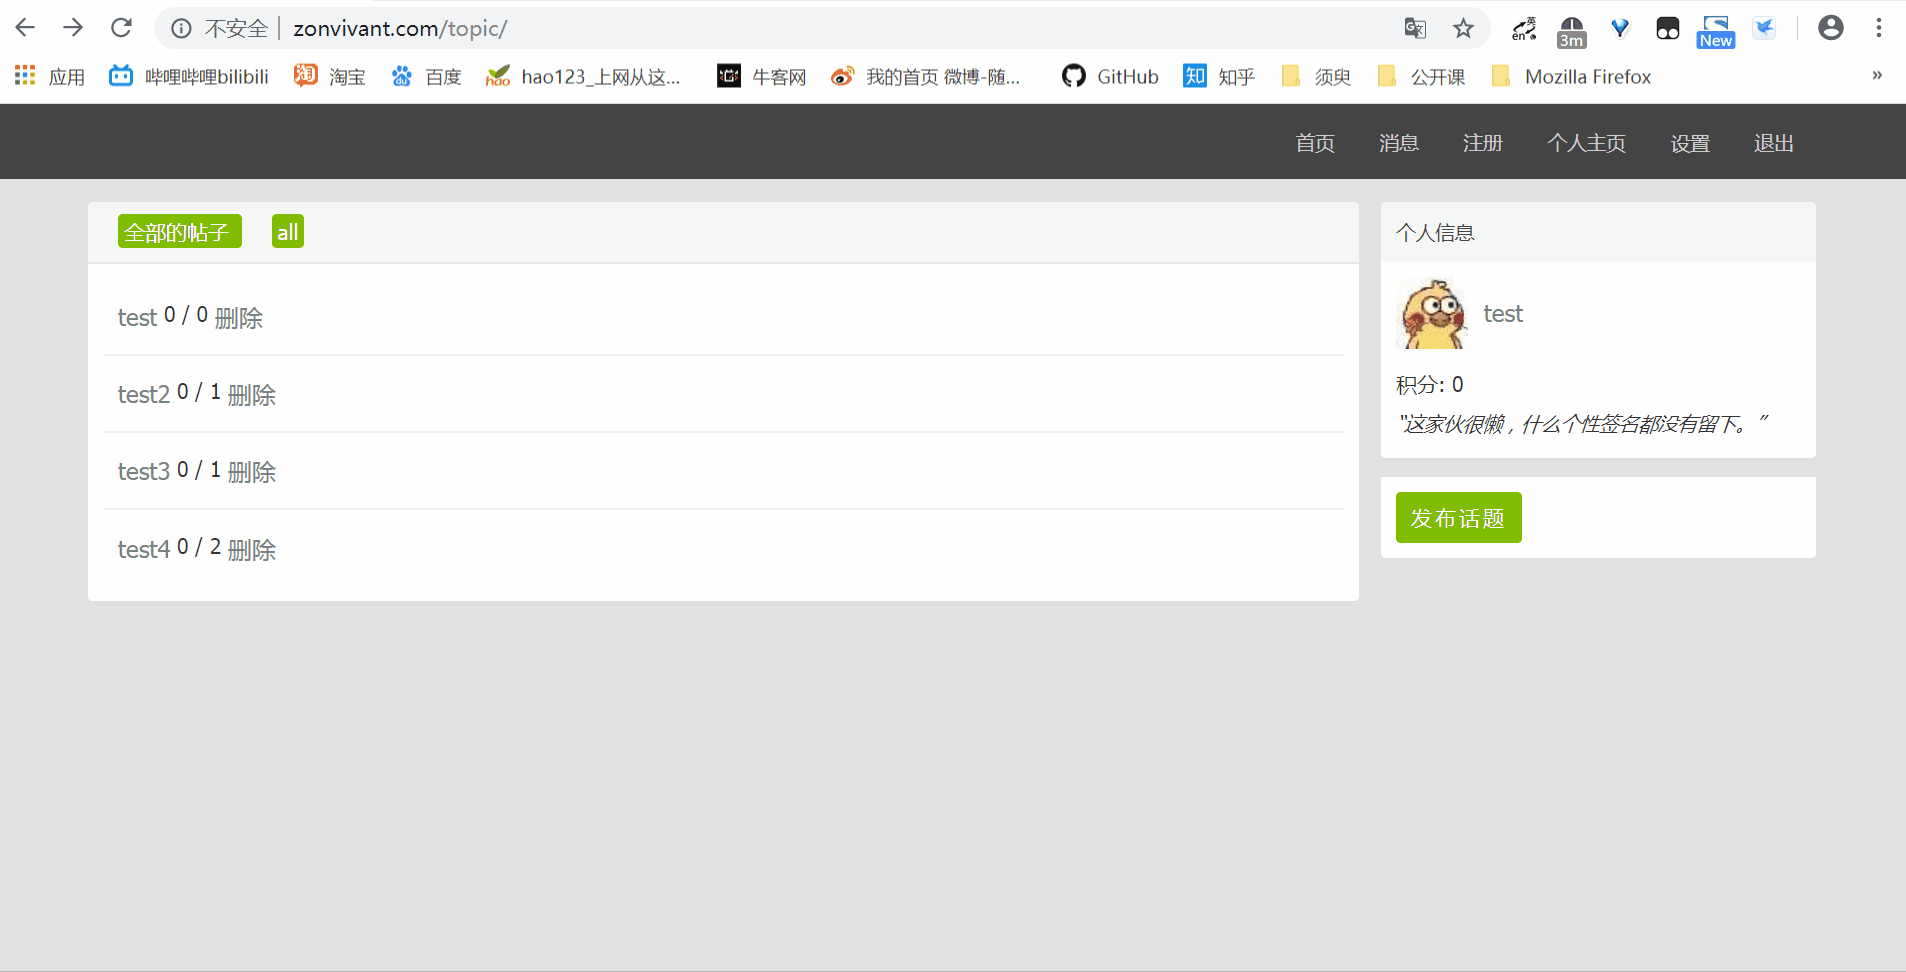 不安全 zonvivant.com/topic/ 英 en 3m New
应用 哔哩哔哩bilibili 淘 淘宝 du 百度 hao hao123_上网从这... 牛客网 我的首页 微博-随... GitHub 知 知乎 须臾 公开课 Mozilla Firefox »
首页 消息 注册 个人主页 设置 退出
全部的帖子 all
test 0 / 0 删除
test2 0 / 1 删除
test3 0 / 1 删除
test4 0 / 2 删除
个人信息
test
积分: 0
“这家伙很懒，什么个性签名都没有留下。”
发布话题